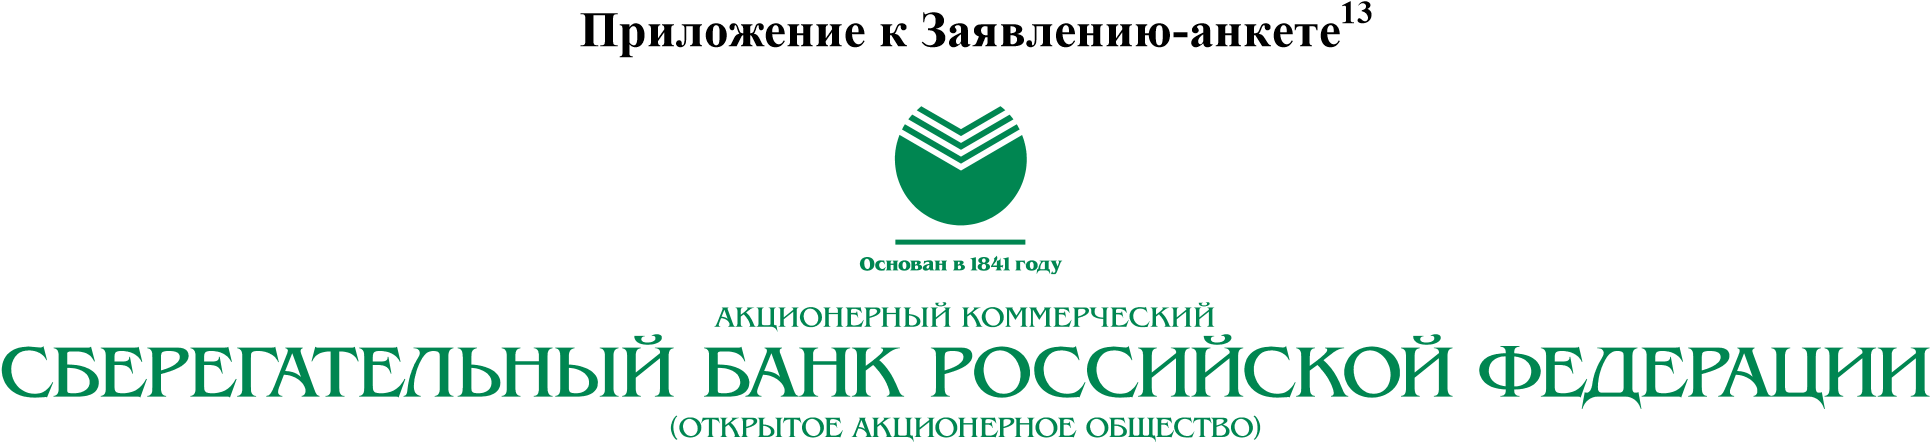 Приложение к Заявлению-анкете13
Основан в 1841 году
АКЦИОНЕРНЫЙ КОММЕРЧЕСКИЙ
СБЕРЕГАТЕЛЬНЫЙ БАНК РОССИЙСКОЙ ФЕДЕРАЦИИ
(ОТКРЫТОЕ АКЦИОНЕРНОЕ ОБЩЕСТВО)